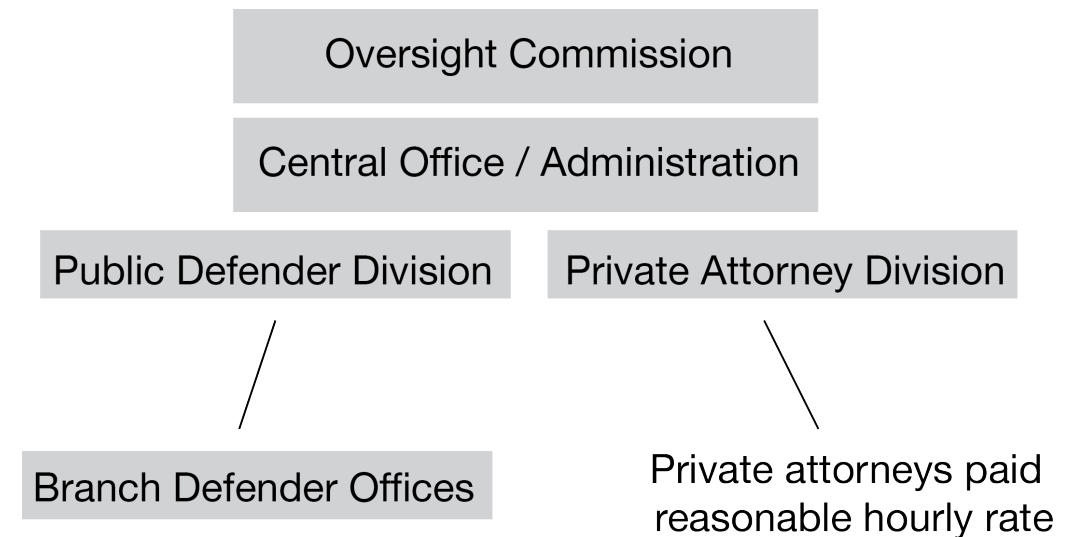 Oversight Commission
Central Office / Administration
Public Defender Division
Private Attorney Division
Branch Defender Offices
Private attorneys paid
reasonable hourly rate